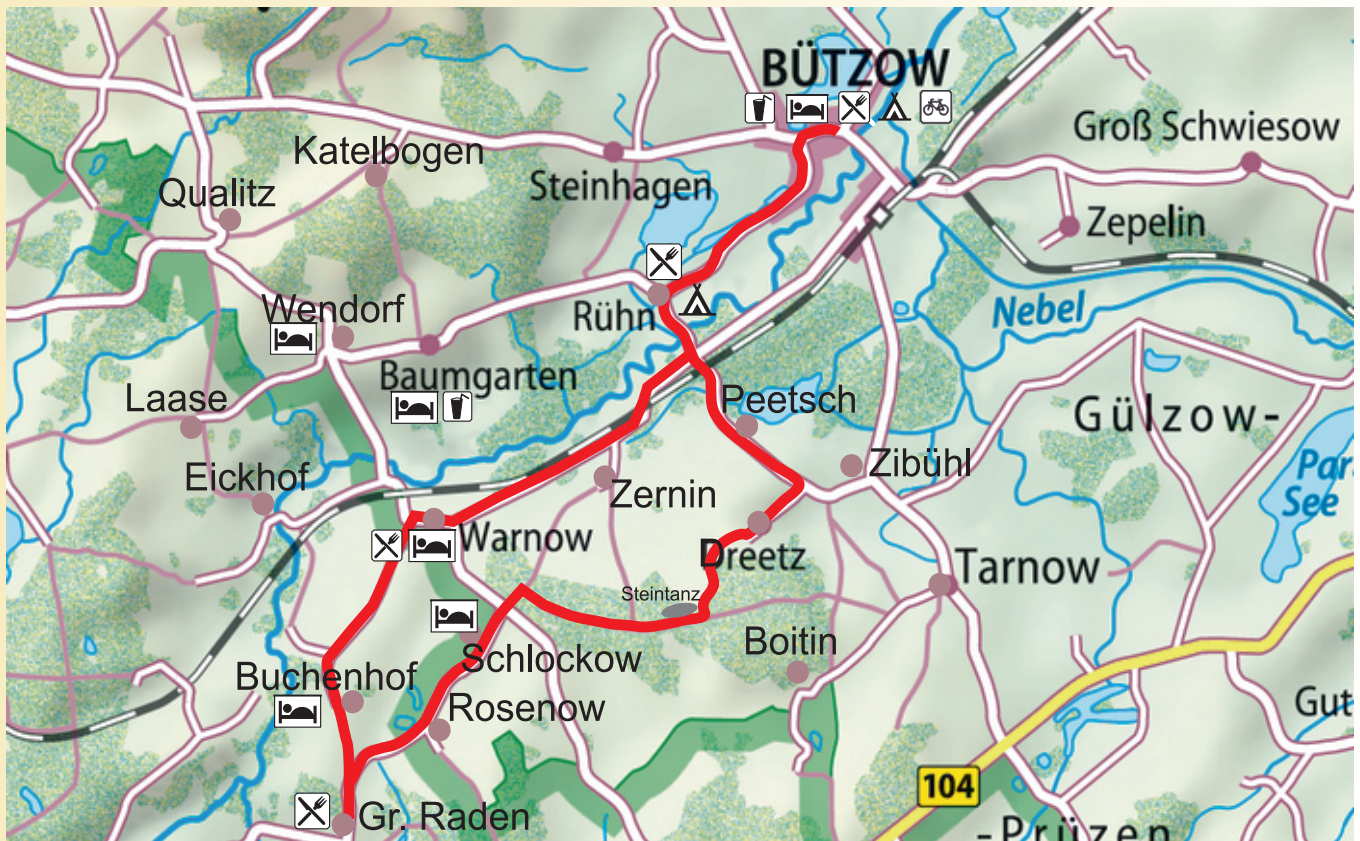 BÜTZOW
Groß Schwiesow
Katelbogen
Steinhagen
Qualitz
Zepelin
Nebel
Rühn
Wendorf
Baumgarten
Laase
Peetsch
Gülzow-
Eickhof
Zibühl
Zernin
See
Warnow
Dreetz
Tarnow
Steintanz
Boitin
Schlockow
Buchenhof
Rosenow
Gut
104
Gr. Raden
-Prüzen